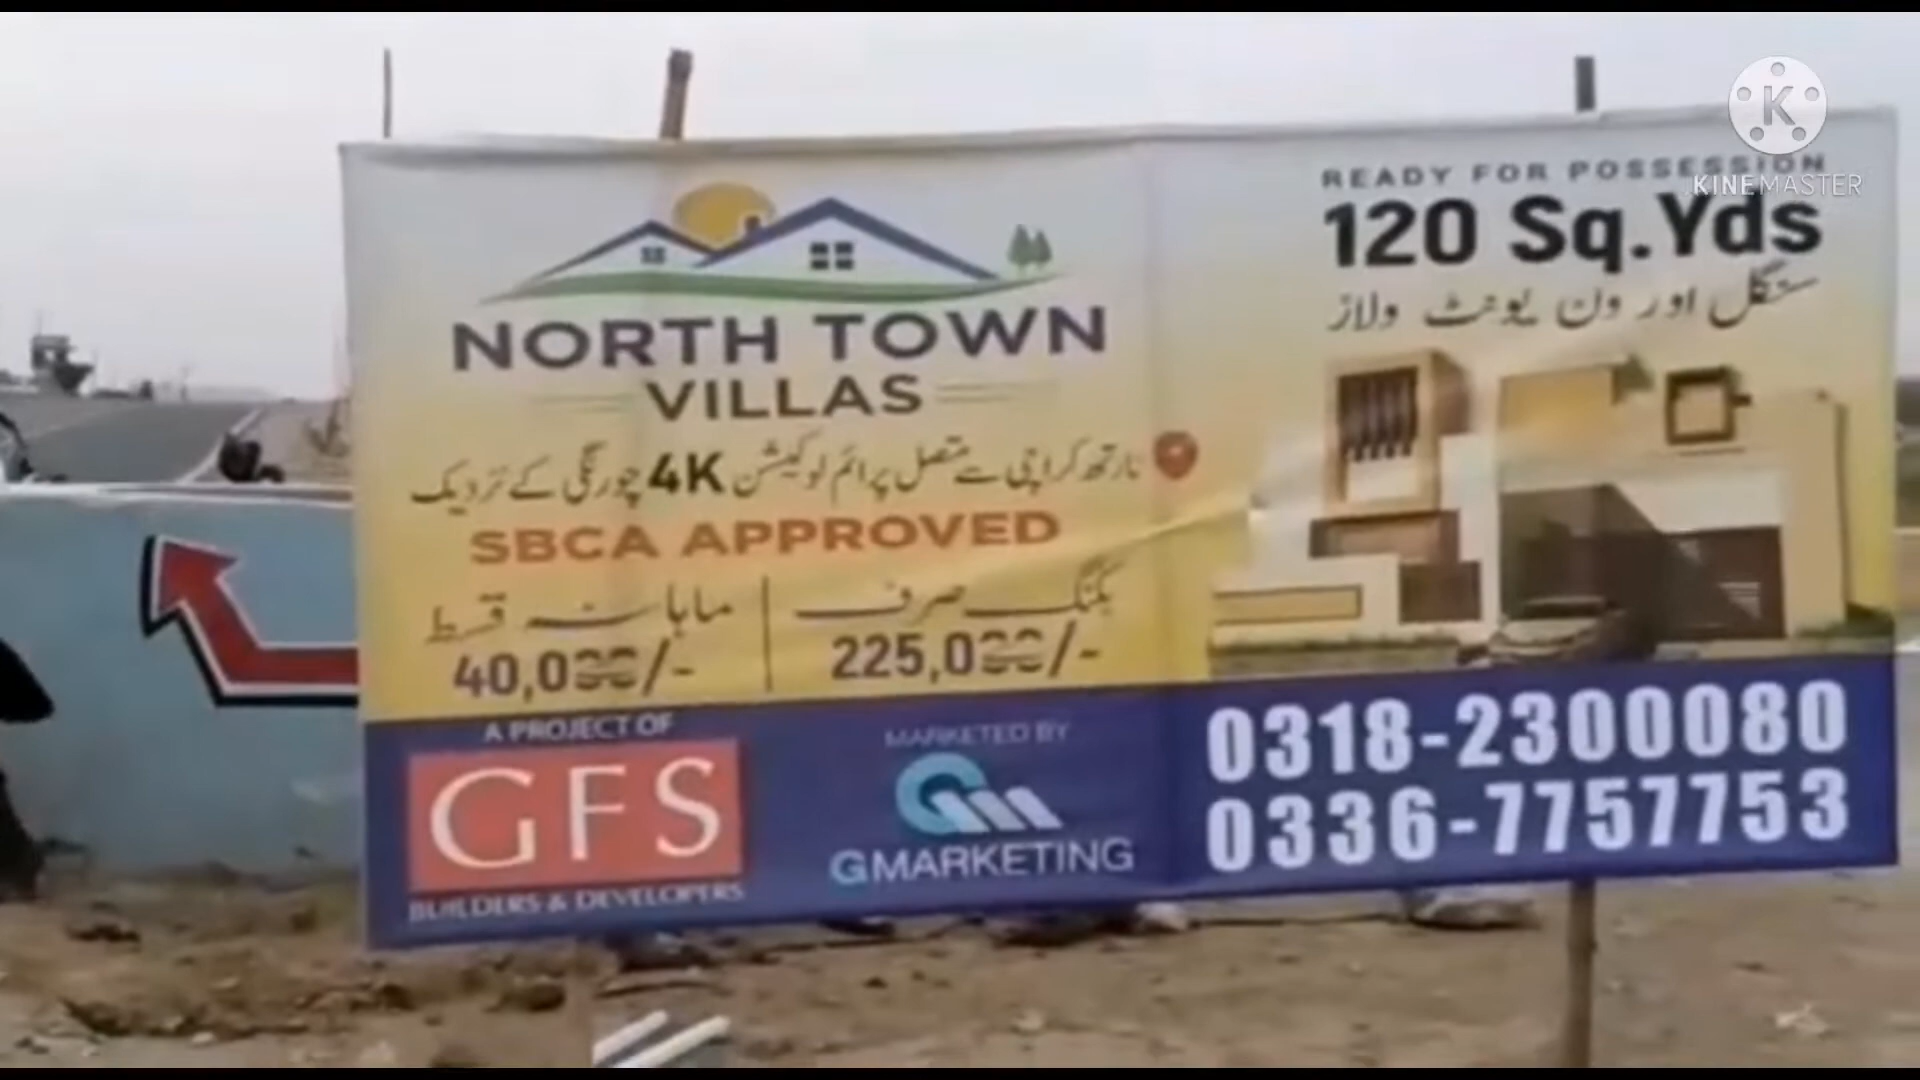 NORTH TOWN
VILLAS
نارتھ کراچی سے متصل پرائم لوکیشن 4K چورنگی کے نزدیک
SBCA APPROVED
بکنگ صرف
225,000/-
ماہانہ قسط
40,000/-
A PROJECT OF
GFS
BUILDERS & DEVELOPERS
MARKETED BY
GMARKETING
READY FOR POSSESSION
120 Sq.Yds
سنگل اور ون یونٹ ولاز
0318-2300080
0336-7757753
K
KINEMASTER